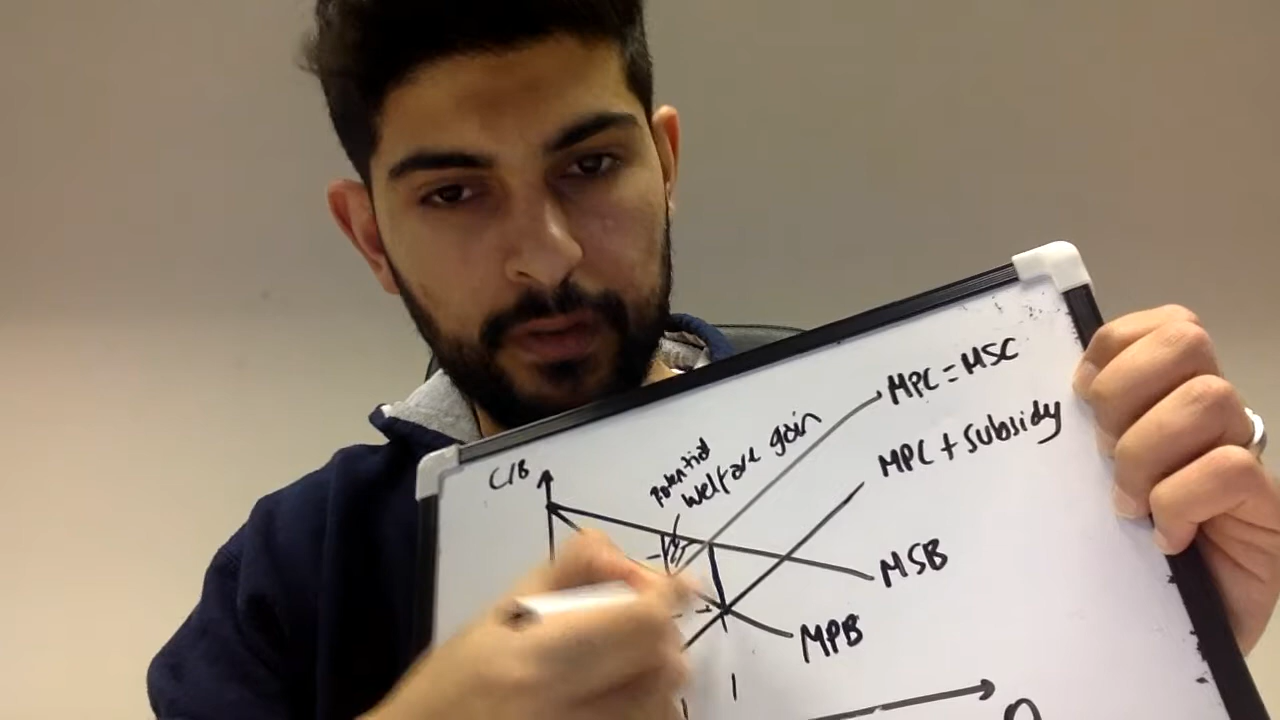 MPC = MSC
MPC + Subsidy
C/B
Potential
welfare gain
MSB
MPB
Q